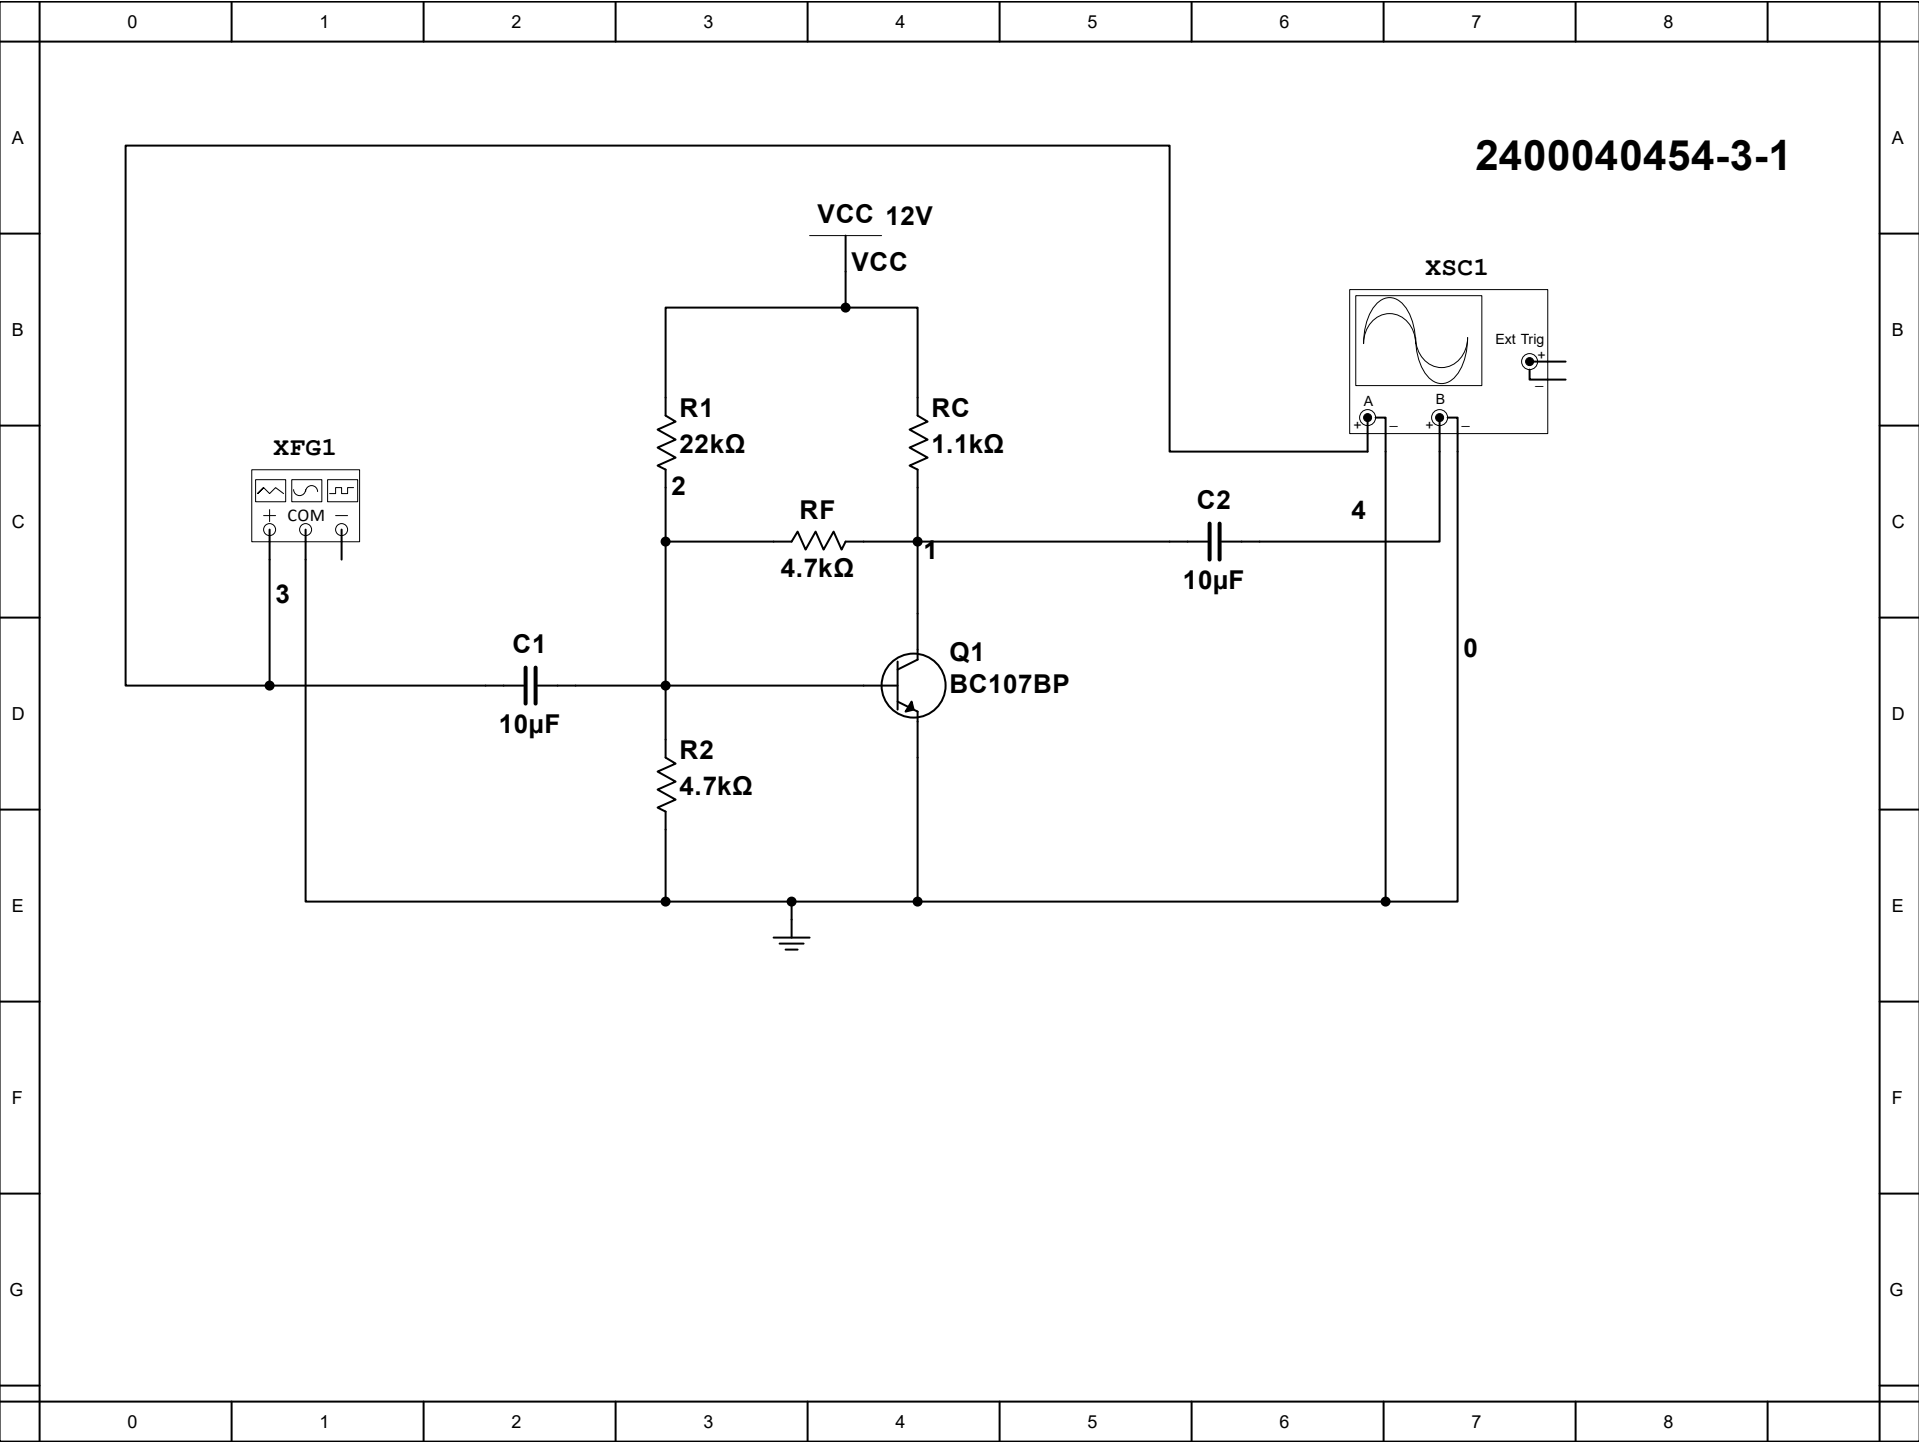 0 1 2 3 4 5 6 7 8
A A
2400040454-3-1
VCC 12V
VCC
XSC1
B B
Ext Trig
+
−
A B
+ − + −
R1
22kΩ
RC
1.1kΩ
XFG1
+ COM −
2
RF
4.7kΩ
1
C2
10µF
4
C C
3
C1
10µF
Q1
BC107BP
0
D D
R2
4.7kΩ
E E
F F
G G
0 1 2 3 4 5 6 7 8